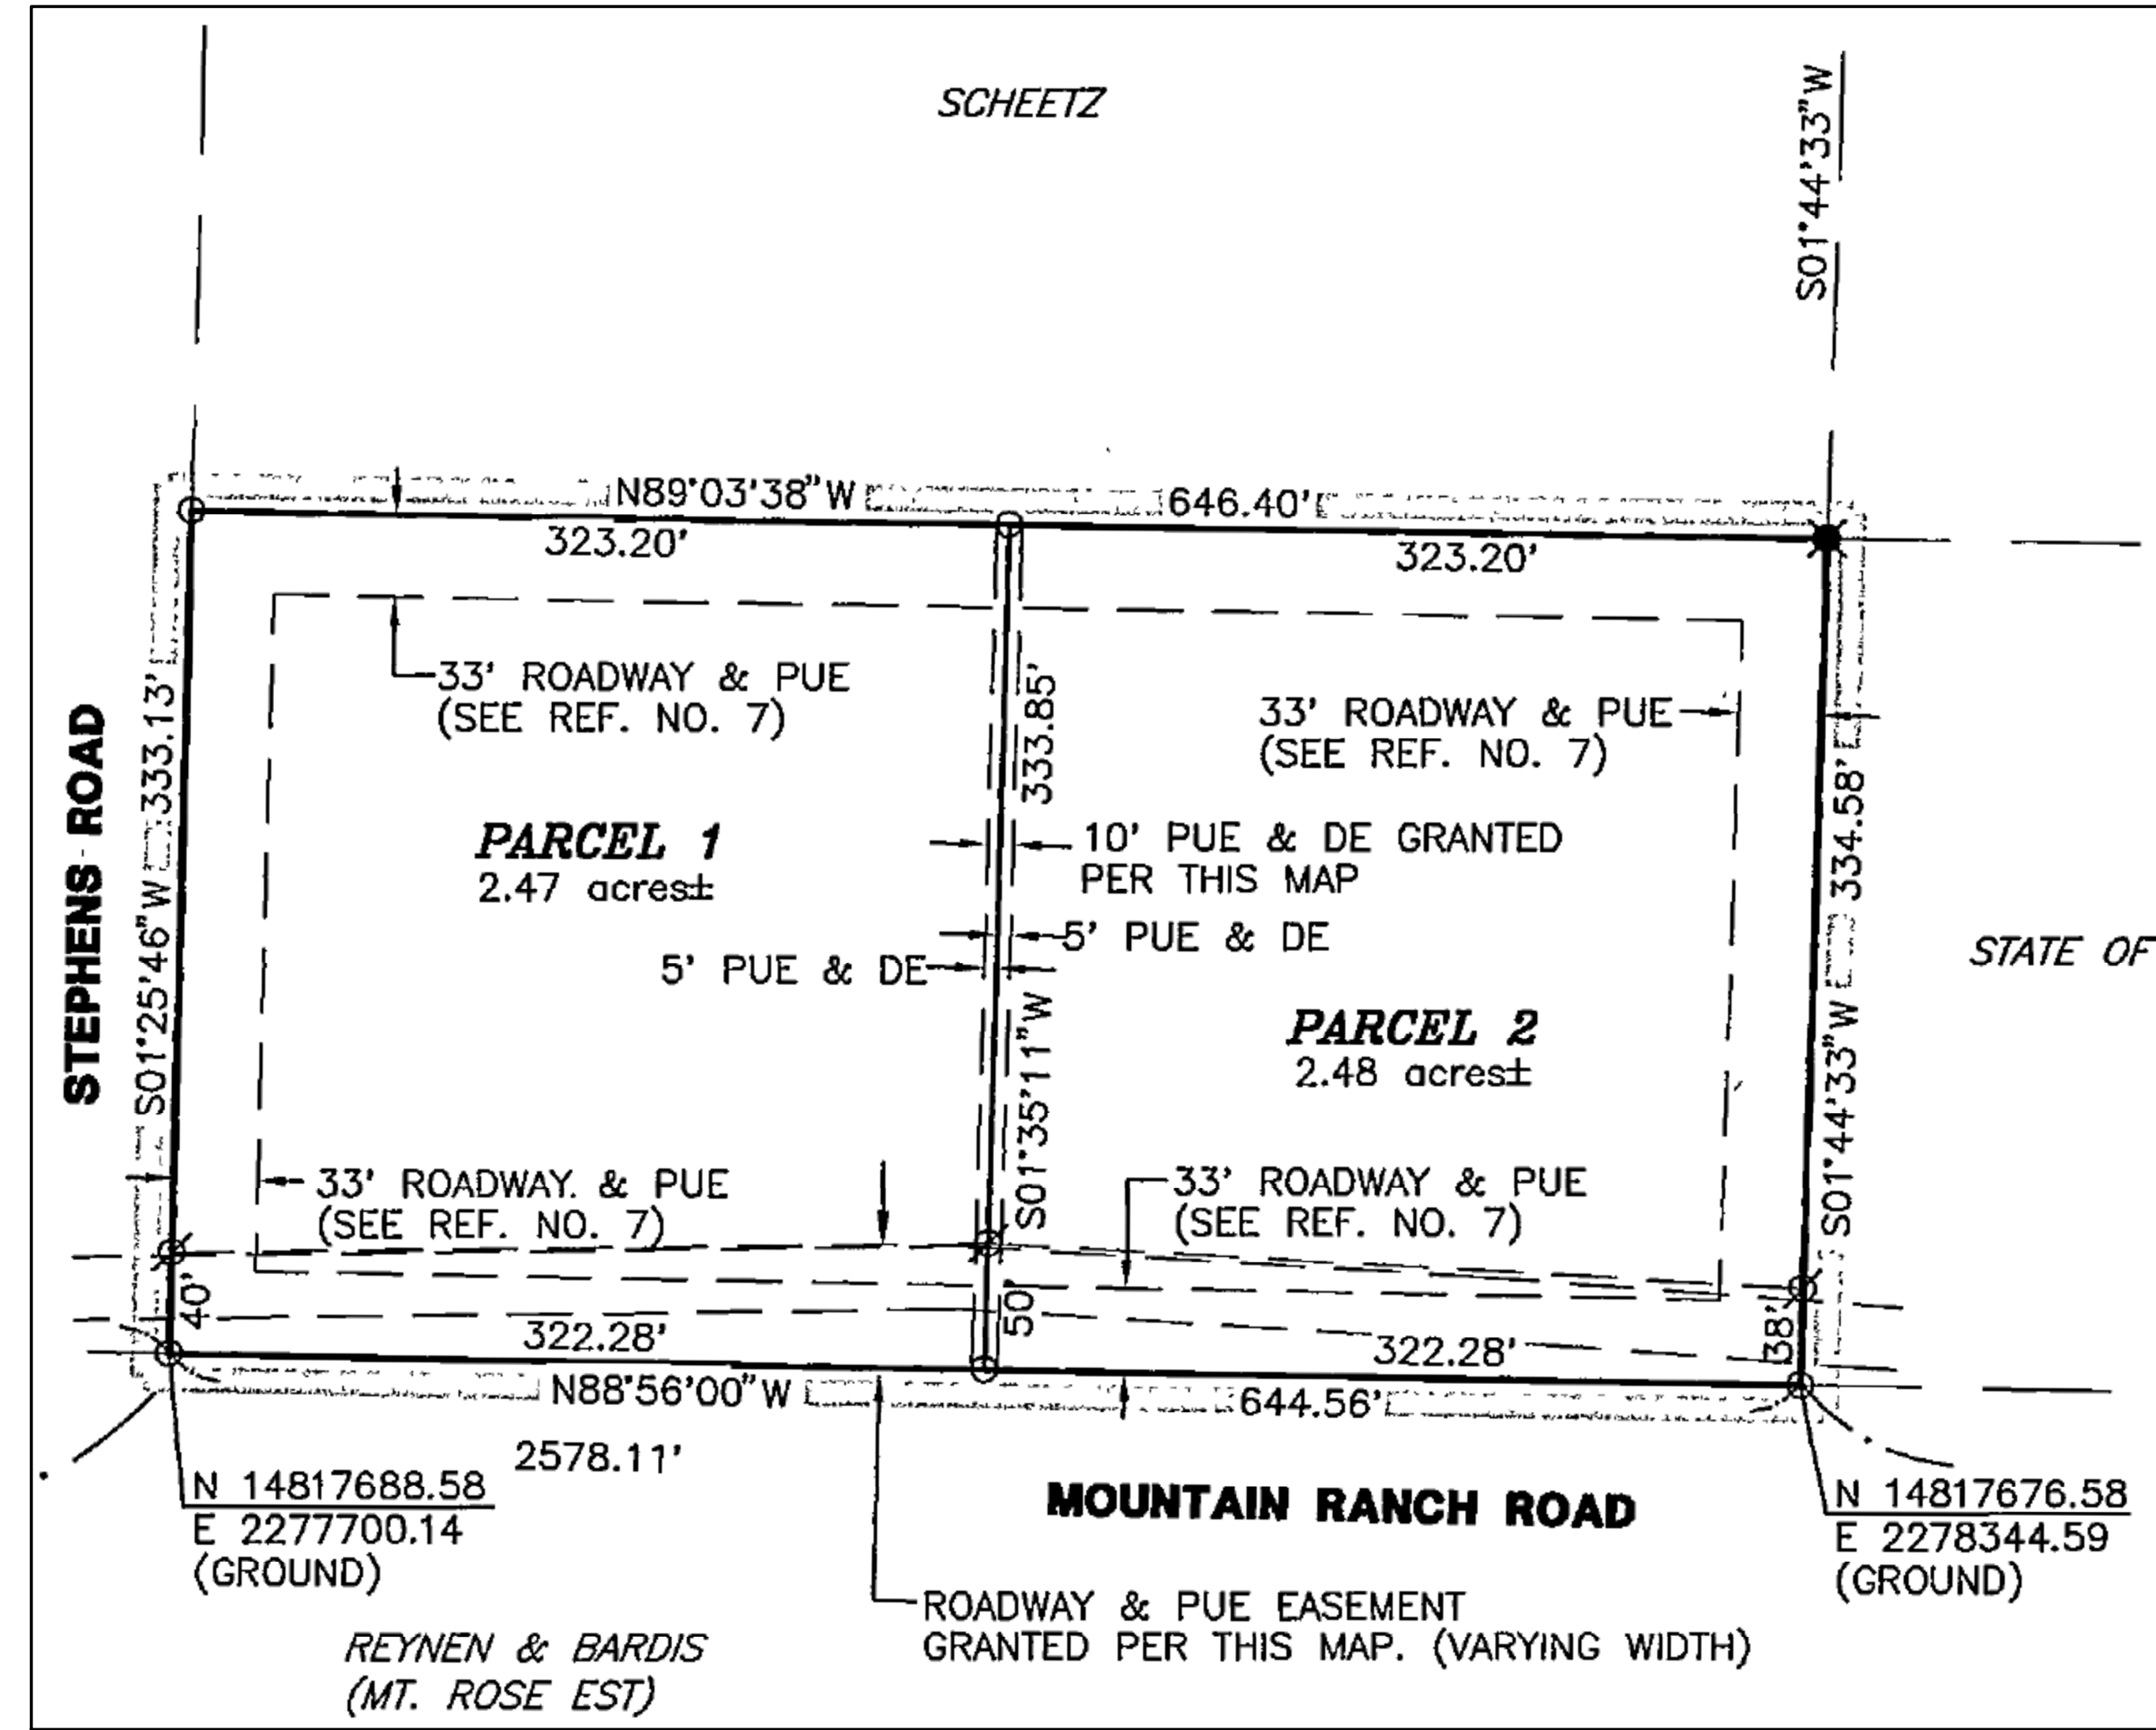 SCHEETZ
S01°44'33"W
N89°03'38"W
646.40'
323.20'
323.20'
33' ROADWAY & PUE
(SEE REF. NO. 7)
33' ROADWAY & PUE
(SEE REF. NO. 7)
STEPHENS ROAD
S01°25'46"W
333.13'
333.85'
S01°35'11"W
334.58'
S01°44'33"W
PARCEL 1
2.47 acres±
10' PUE & DE GRANTED
PER THIS MAP
5' PUE & DE
5' PUE & DE
STATE OF
PARCEL 2
2.48 acres±
33' ROADWAY. & PUE
(SEE REF. NO. 7)
33' ROADWAY & PUE
(SEE REF. NO. 7)
40'
50'
38'
322.28'
322.28'
N88°56'00"W
644.56'
2578.11'
N 14817688.58
E 2277700.14
(GROUND)
MOUNTAIN RANCH ROAD
N 14817676.58
E 2278344.59
(GROUND)
ROADWAY & PUE EASEMENT
GRANTED PER THIS MAP. (VARYING WIDTH)
REYNEN & BARDIS
(MT. ROSE EST)